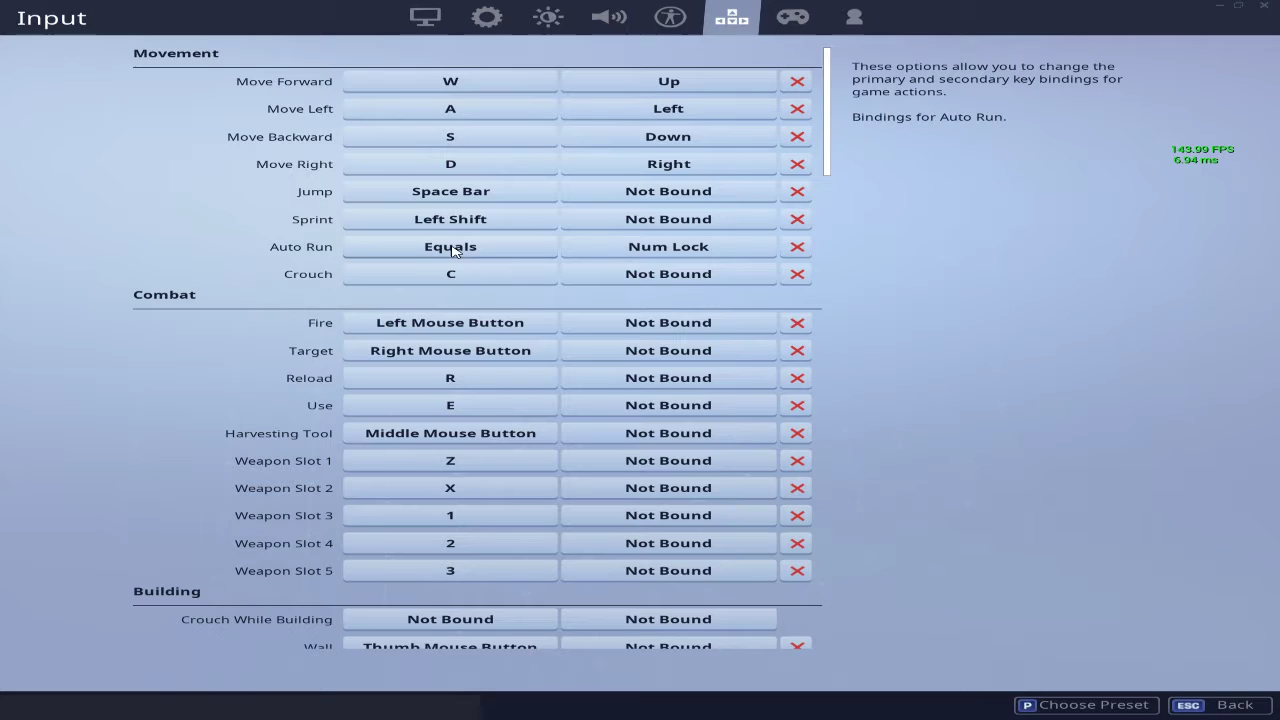 Input
Movement
Move Forward W Up
Move Left A Left
Move Backward S Down
Move Right D Right
Jump Space Bar Not Bound
Sprint Left Shift Not Bound
Auto Run Equals Num Lock
Crouch C Not Bound
Combat
Fire Left Mouse Button Not Bound
Target Right Mouse Button Not Bound
Reload R Not Bound
Use E Not Bound
Harvesting Tool Middle Mouse Button Not Bound
Weapon Slot 1 Z Not Bound
Weapon Slot 2 X Not Bound
Weapon Slot 3 1 Not Bound
Weapon Slot 4 2 Not Bound
Weapon Slot 5 3 Not Bound
Building
Crouch While Building Not Bound Not Bound
Wall Thumb Mouse Button Not Bound
These options allow you to change the
primary and secondary key bindings for
game actions.
Bindings for Auto Run.
143.99 FPS
6.94 ms
P Choose Preset
ESC Back